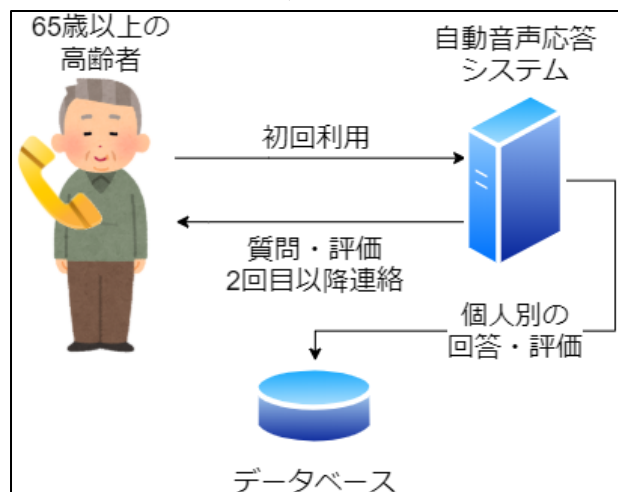 65歳以上の
高齢者
自動音声応答
システム
初回利用
質問・評価
2回目以降連絡
個人別の
回答・評価
データベース